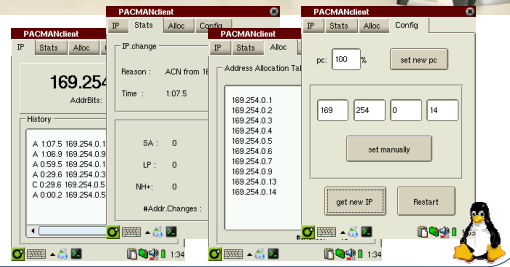 PACMANclient
IP Stats Alloc
169.254
AddrBits:
History
A 1:07.5 169.254.0.1
A 1:06.9 169.254.0.9
A 0:59.5 169.254.0.1
A 0:29.6 169.254.0.3
C 0:29.6 169.254.0.5
A 0:00.2 169.254.0.5
PACMANclient
IP Stats Alloc Config
IP.change
Reason : ACN from 16
Time : 1:07.5
SA : 0
LP : 0
NH+: 0
#Addr.Changes :
1:34
PACMANclient
IP Stats Alloc
Address Allocation Tal
169.254.0.1
169.254.0.2
169.254.0.3
169.254.0.4
169.254.0.5
169.254.0.6
169.254.0.7
169.254.0.9
169.254.0.13
169.254.0.14
1:34
PACMANclient
IP Stats Alloc Config
pc: 100 % set new pc
169 254 0 14
set manually
get new IP Restart